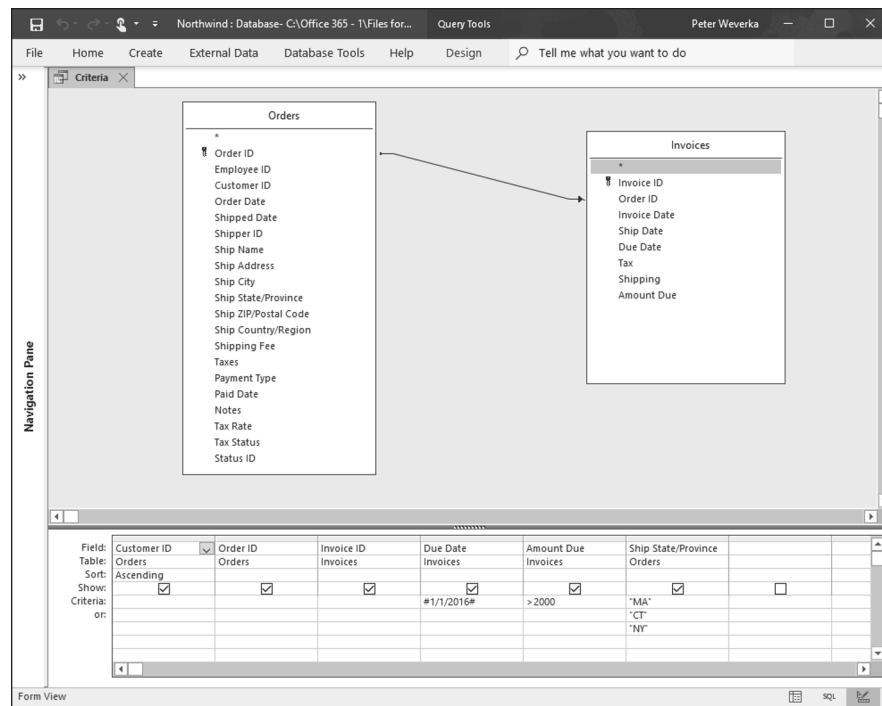 Northwind : Database- C:\Office 365 - 1\Files for... Query Tools Peter Weverka
File Home Create External Data Database Tools Help Design Tell me what you want to do
» Criteria
Navigation Pane
Orders
*
Order ID
Employee ID
Customer ID
Order Date
Shipped Date
Shipper ID
Ship Name
Ship Address
Ship City
Ship State/Province
Ship ZIP/Postal Code
Ship Country/Region
Shipping Fee
Taxes
Payment Type
Paid Date
Notes
Tax Rate
Tax Status
Status ID
Invoices
*
Invoice ID
Order ID
Invoice Date
Ship Date
Due Date
Tax
Shipping
Amount Due
Field: Customer ID Order ID Invoice ID Due Date Amount Due Ship State/Province
Table: Orders Orders Invoices Invoices Invoices Orders
Sort: Ascending
Show:
Criteria: #1/1/2016# >2000 "MA"
or: "CT"
"NY"
Form View SQL